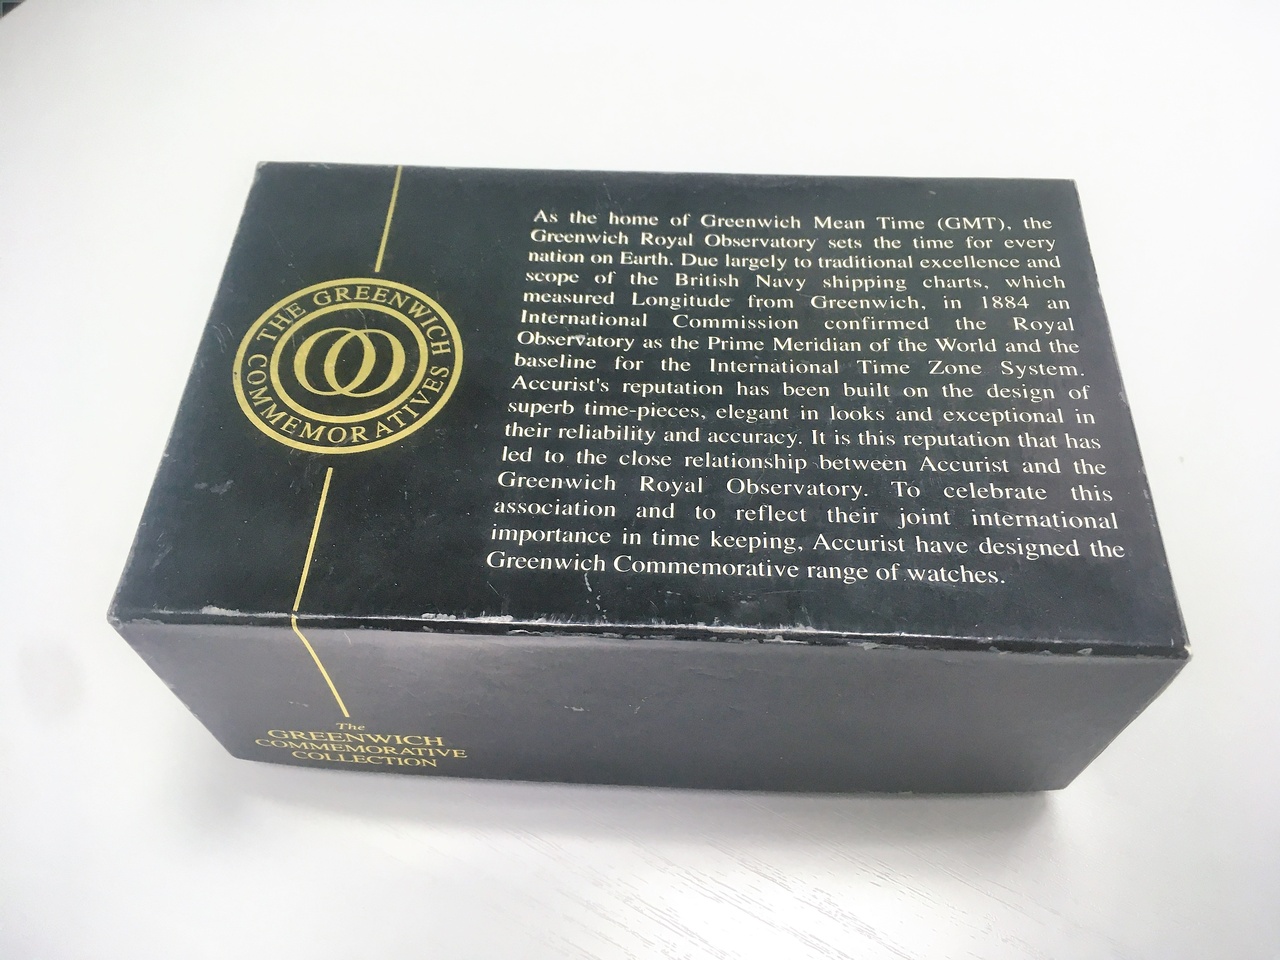 THE GREENWICH
COMMEMORATIVES
As the home of Greenwich Mean Time (GMT), the
Greenwich Royal Observatory sets the time for every
nation on Earth. Due largely to traditional excellence and
scope of the British Navy shipping charts, which
measured Longitude from Greenwich, in 1884 an
International Commission confirmed the Royal
Observatory as the Prime Meridian of the World and the
baseline for the International Time Zone System.
Accurist's reputation has been built on the design of
superb time-pieces, elegant in looks and exceptional in
their reliability and accuracy. It is this reputation that has
led to the close relationship between Accurist and the
Greenwich Royal Observatory. To celebrate this
association and to reflect their joint international
importance in time keeping, Accurist have designed the
Greenwich Commemorative range of watches.
The
GREENWICH
COMMEMORATIVE
COLLECTION